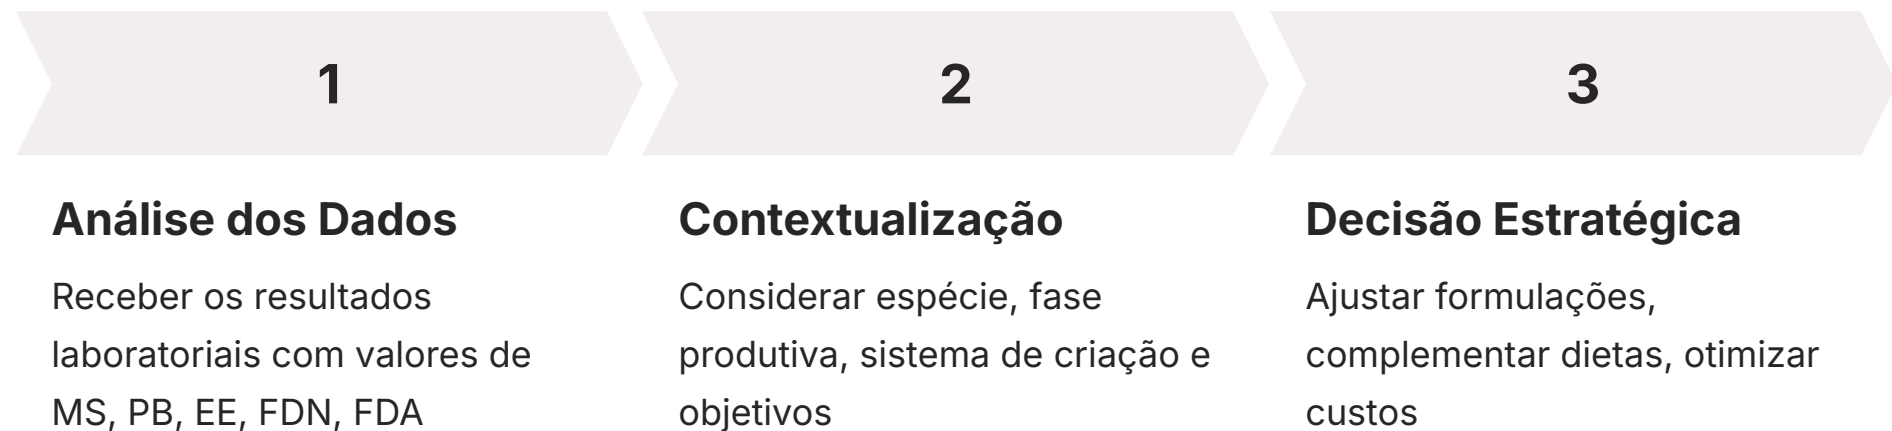 1
Análise dos Dados
Receber os resultados
laboratoriais com valores de
MS, PB, EE, FDN, FDA
2
Contextualização
Considerar espécie, fase
produtiva, sistema de criação e
objetivos
3
Decisão Estratégica
Ajustar formulações,
complementar dietas, otimizar
custos